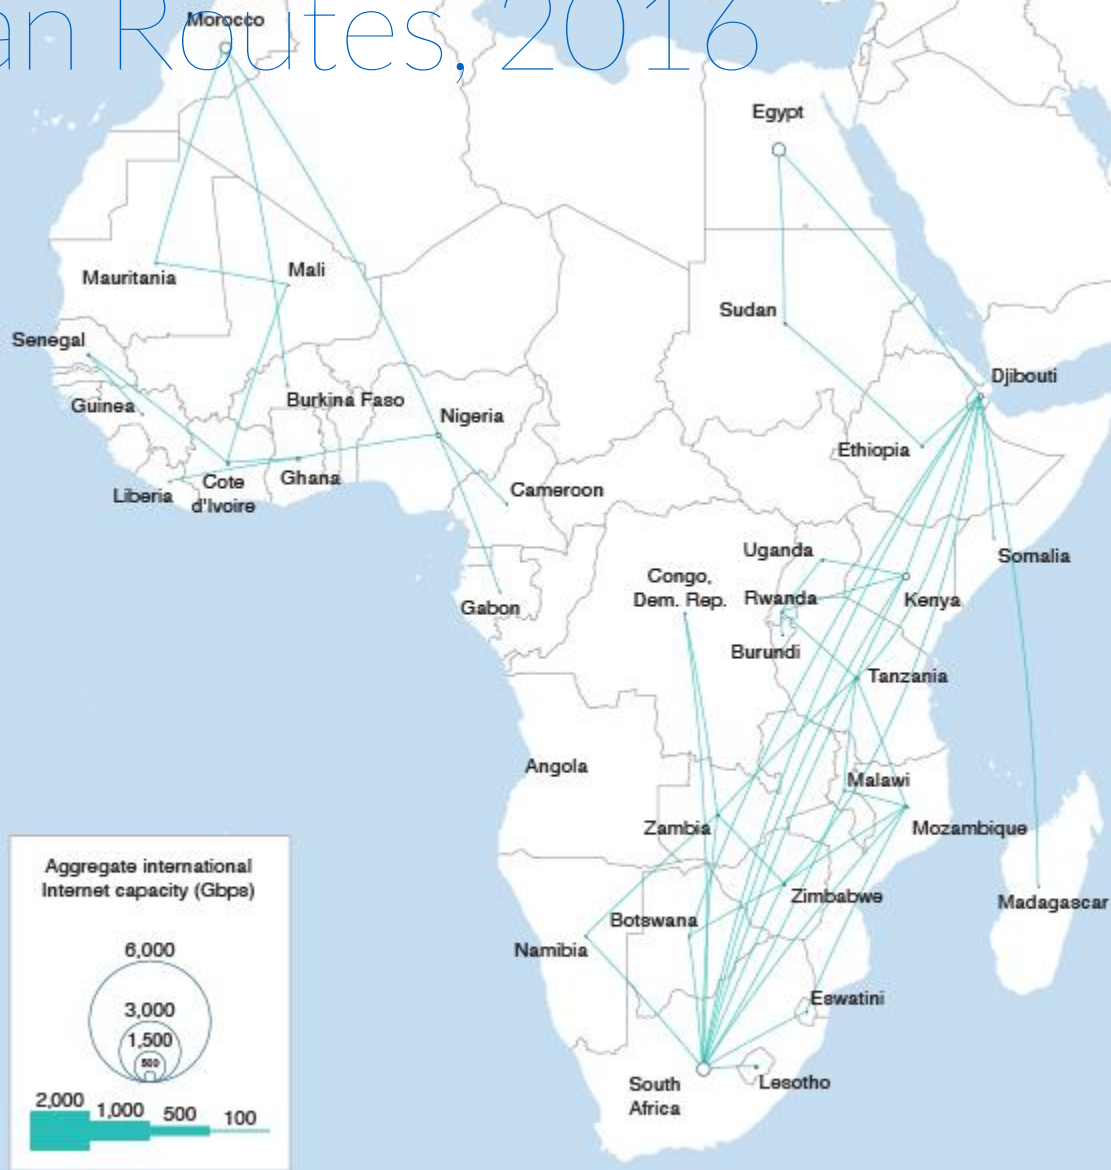 an Routes, 2016
Morocco
Egypt
Mauritania
Mali
Sudan
Senegal
Djibouti
Guinea
Burkina Faso
Nigeria
Ethiopia
Liberia
Cote
d'Ivoire
Ghana
Cameroon
Uganda
Somalia
Congo,
Dem. Rep.
Rwanda
Kenya
Gabon
Burundi
Tanzania
Angola
Malawi
Zambia
Mozambique
Zimbabwe
Madagascar
Botswana
Namibia
Eswatini
South
Africa
Lesotho
Aggregate international
Internet capacity (Gbps)
6,000
3,000
1,500
500
2,000 1,000 500 100